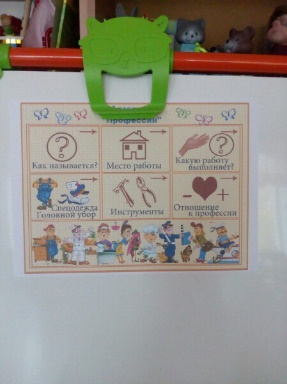 профессии"
Как называется?
Место работы
Какую работу
выполняет?
Спецодежда
Головной убор
Инструменты
Отношение
к профессии